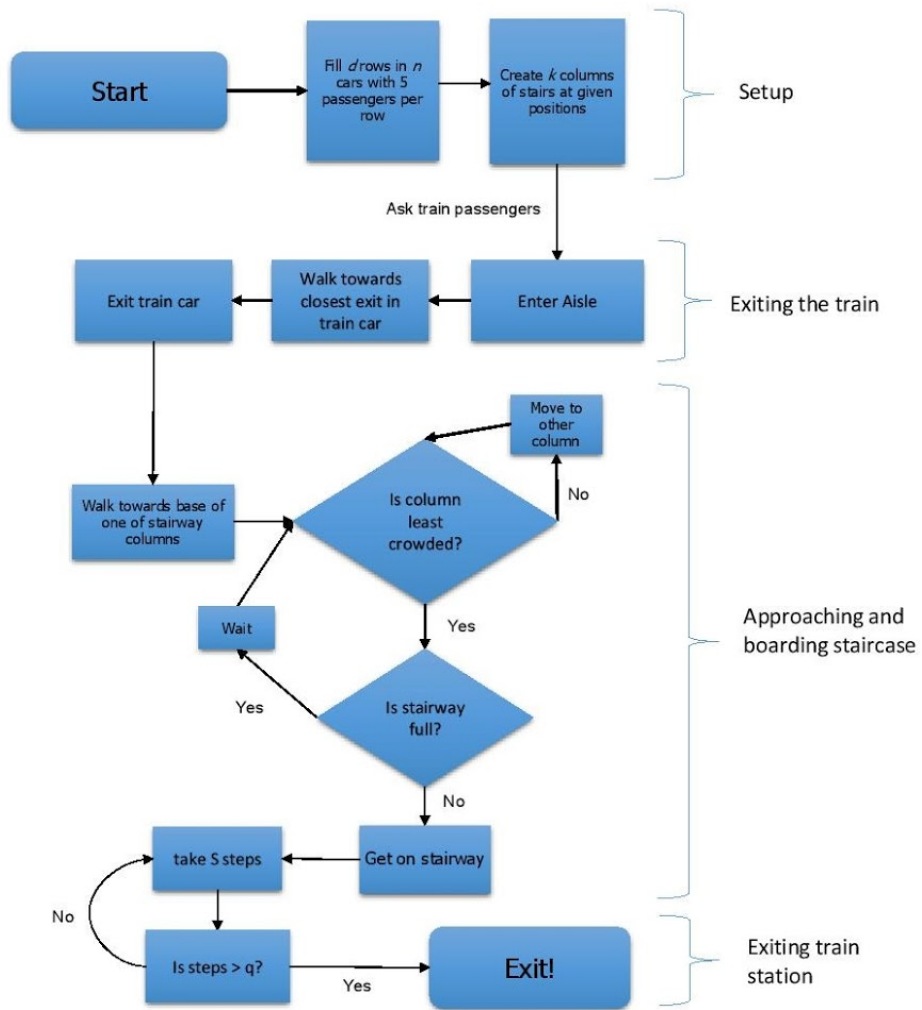 Start
Fill d rows in n
cars with 5
passengers per
row
Create k columns
of stairs at given
positions
Setup
Ask train passengers
Exit train car
Walk towards
closest exit in
train car
Enter Aisle
Exiting the train
Move to
other
column
No
Is column
least
crowded?
Walk towards base of
one of stairway
columns
Wait
Yes
Yes
Is stairway
full?
Approaching and
boarding staircase
No
take S steps
Get on stairway
No
Is steps > q?
Yes
Exit!
Exiting train
station